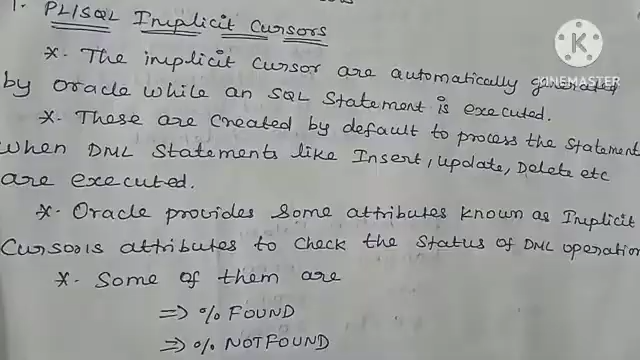 1. PL/SQL Implicit Cursors
*. The implicit cursor are automatically generated
by Oracle while an SQL Statement is executed.
*. These are created by default to process the statement
when DML Statements like Insert, update, Delete etc
are executed.
*. Oracle provides Some attributes known as Implicit
Cursors attributes to check the status of DML operation
*. Some of them are
⇒ % FOUND
⇒ % NOTFOUND
KINEMASTER